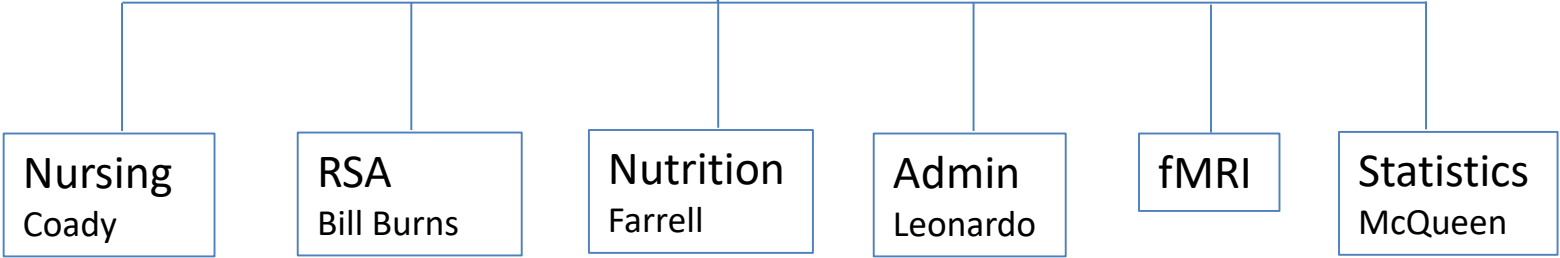 Nursing
Coady
RSA
Bill Burns
Nutrition
Farrell
Admin
Leonardo
fMRI
Statistics
McQueen